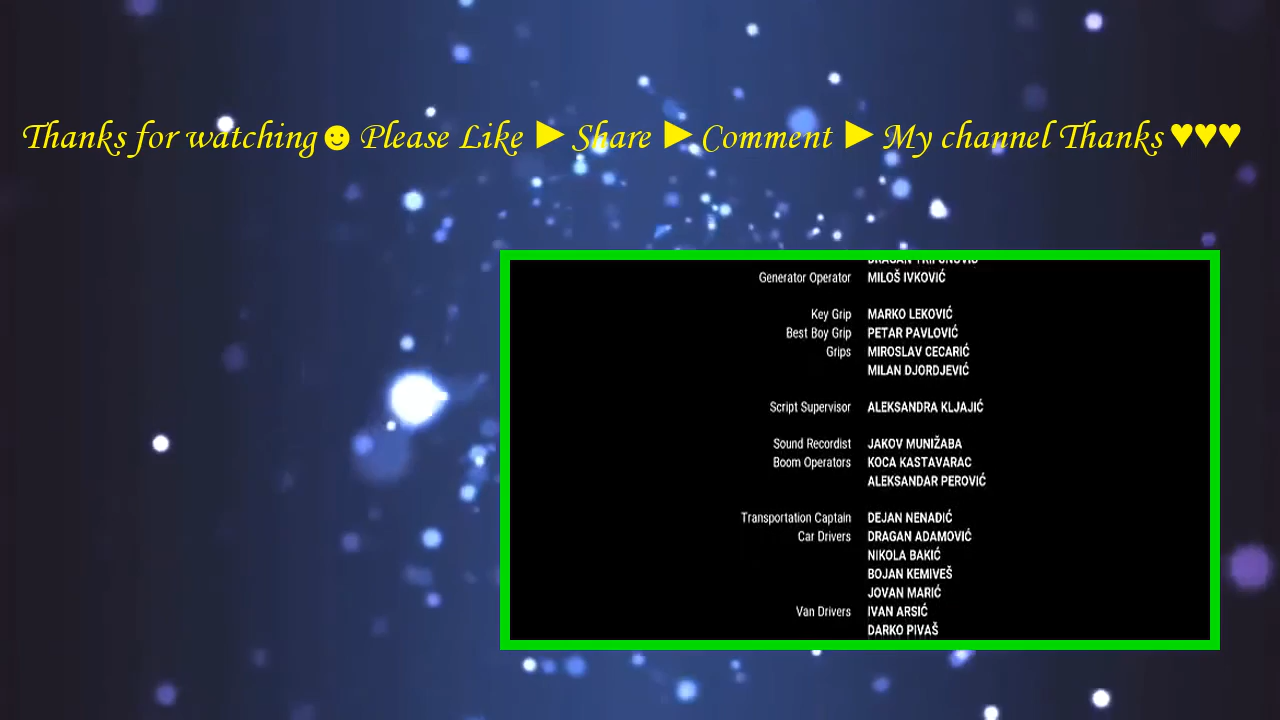 Thanks for watching☻Please Like ►Share ►Comment ►My channel Thanks♥♥♥
Generator Operator MILOŠ IVKOVIĆ
Key Grip MARKO LEKOVIĆ
Best Boy Grip PETAR PAVLOVIĆ
Grips MIROSLAV CECARIĆ
MILAN DJORDJEVIĆ
Script Supervisor ALEKSANDRA KLJAJIĆ
Sound Recordist JAKOV MUNIŽABA
Boom Operators KOCA KASTAVARAC
ALEKSANDAR PEROVIĆ
Transportation Captain DEJAN NENADIĆ
Car Drivers DRAGAN ADAMOVIĆ
NIKOLA BAKIĆ
BOJAN KEMIVEŠ
JOVAN MARIĆ
Van Drivers IVAN ARSIĆ
DARKO PIVAŠ